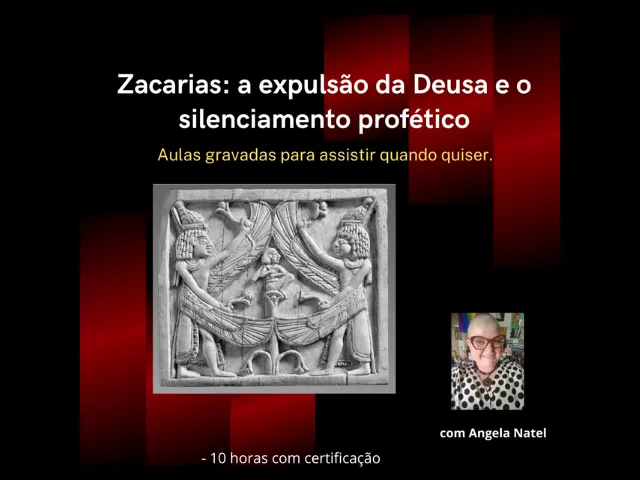 Zacarias: a expulsão da Deusa e o
silenciamento profético
Aulas gravadas para assistir quando quiser.
com Angela Natel
- 10 horas com certificação